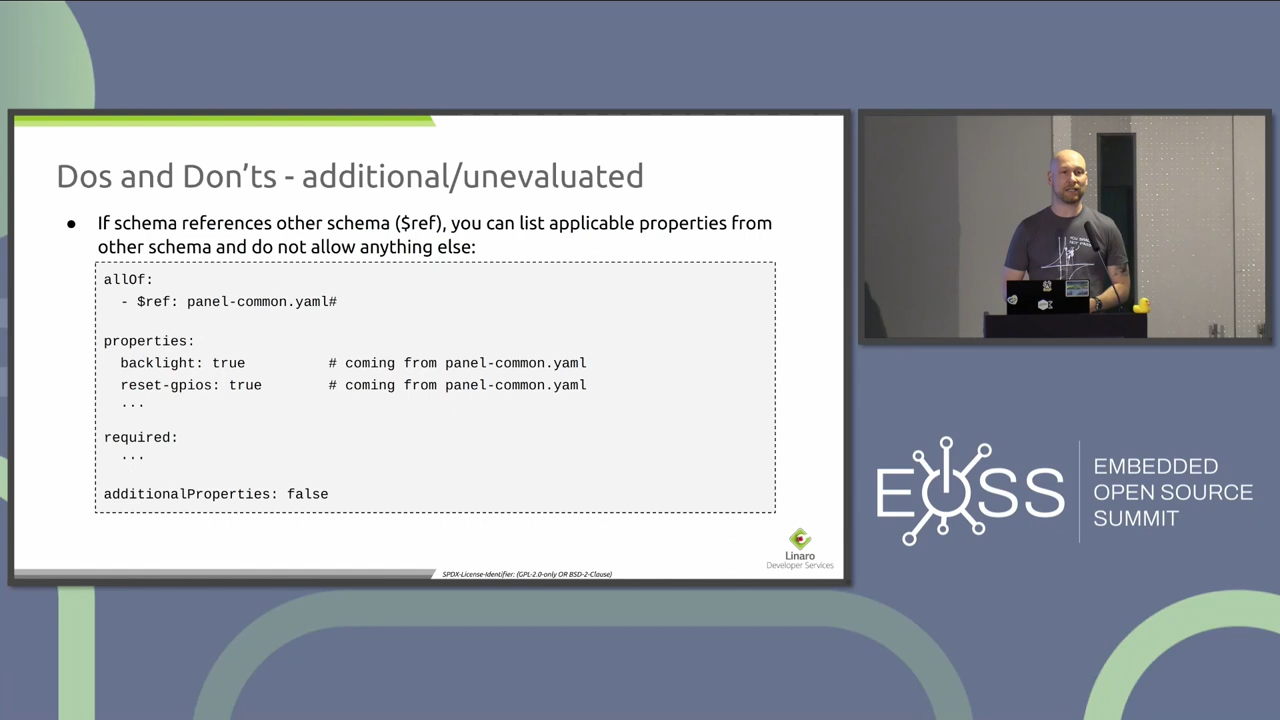 Dos and Don'ts - additional/unevaluated
● If schema references other schema ($ref), you can list applicable properties from
other schema and do not allow anything else:
allOf:
- $ref: panel-common.yaml#
properties:
backlight: true # coming from panel-common.yaml
reset-gpios: true # coming from panel-common.yaml
...
required:
...
additionalProperties: false
Linaro
Developer Services
SPDX-License-Identifier: (GPL-2.0-only OR BSD-2-Clause)
EOSS
EMBEDDED
OPEN SOURCE
SUMMIT